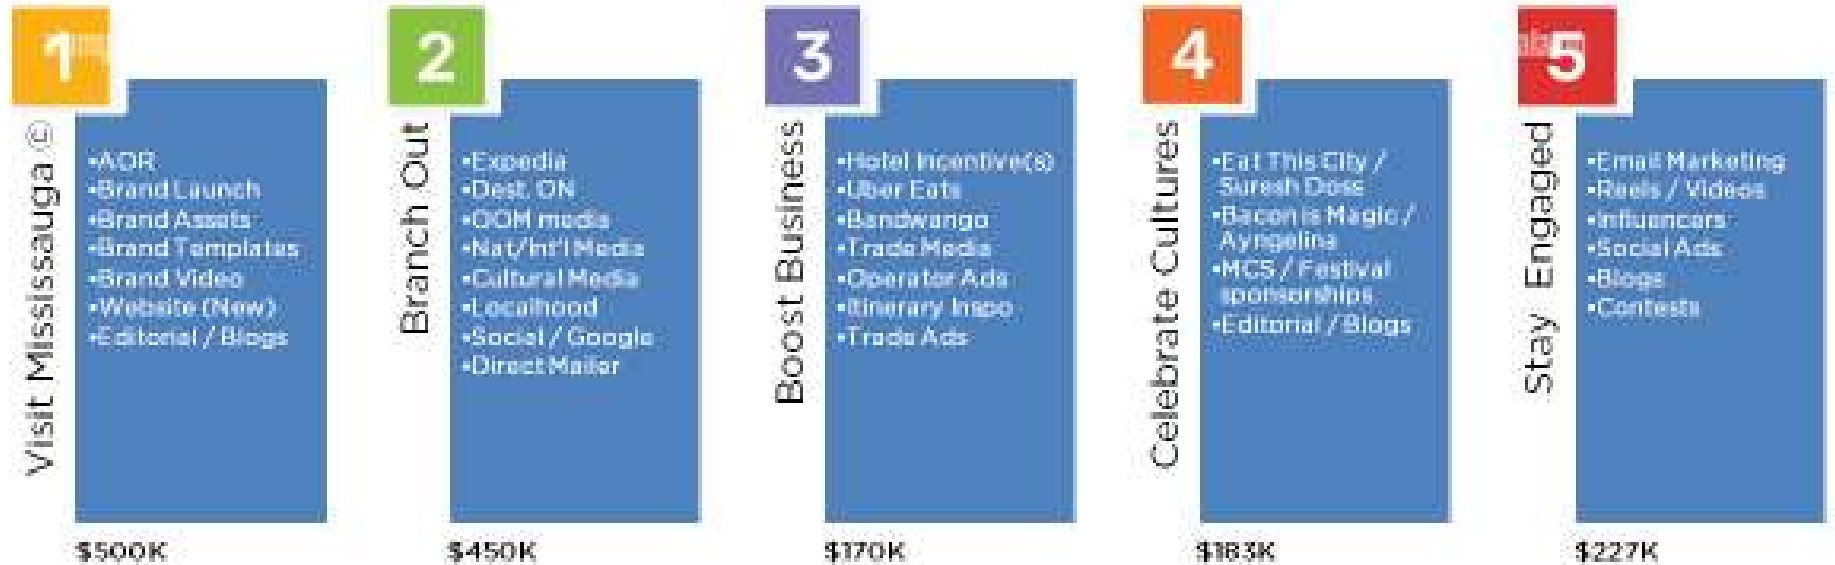 1
Visit Mississauga ©
•AOR
•Brand Launch
•Brand Assets
•Brand Templates
•Brand Video
•Website (New)
•Editorial / Blogs
$500K
2
Branch Out
•Expedia
•Dest. ON
•OOM media
•Nat/Int'l Media
•Cultural Media
•Localhood
•Social / Google
•Direct Mailer
$450K
3
Boost Business
•Hotel Incentive(s)
•Uber Eats
•Bandwango
•Trade Media
•Operator Ads
•Itinerary Inspo
•Trade Ads
$170K
4
Celebrate Cultures
•Eat This City /
Suresh Doss
•Bacon is Magic /
Ayngelina
•MCS / Festival
sponsorships
•Editorial / Blogs
$183K
5
Stay Engaged
•Email Marketing
•Reels / Videos
•Influencers
•Social Ads
•Blogs
•Contests
$227K